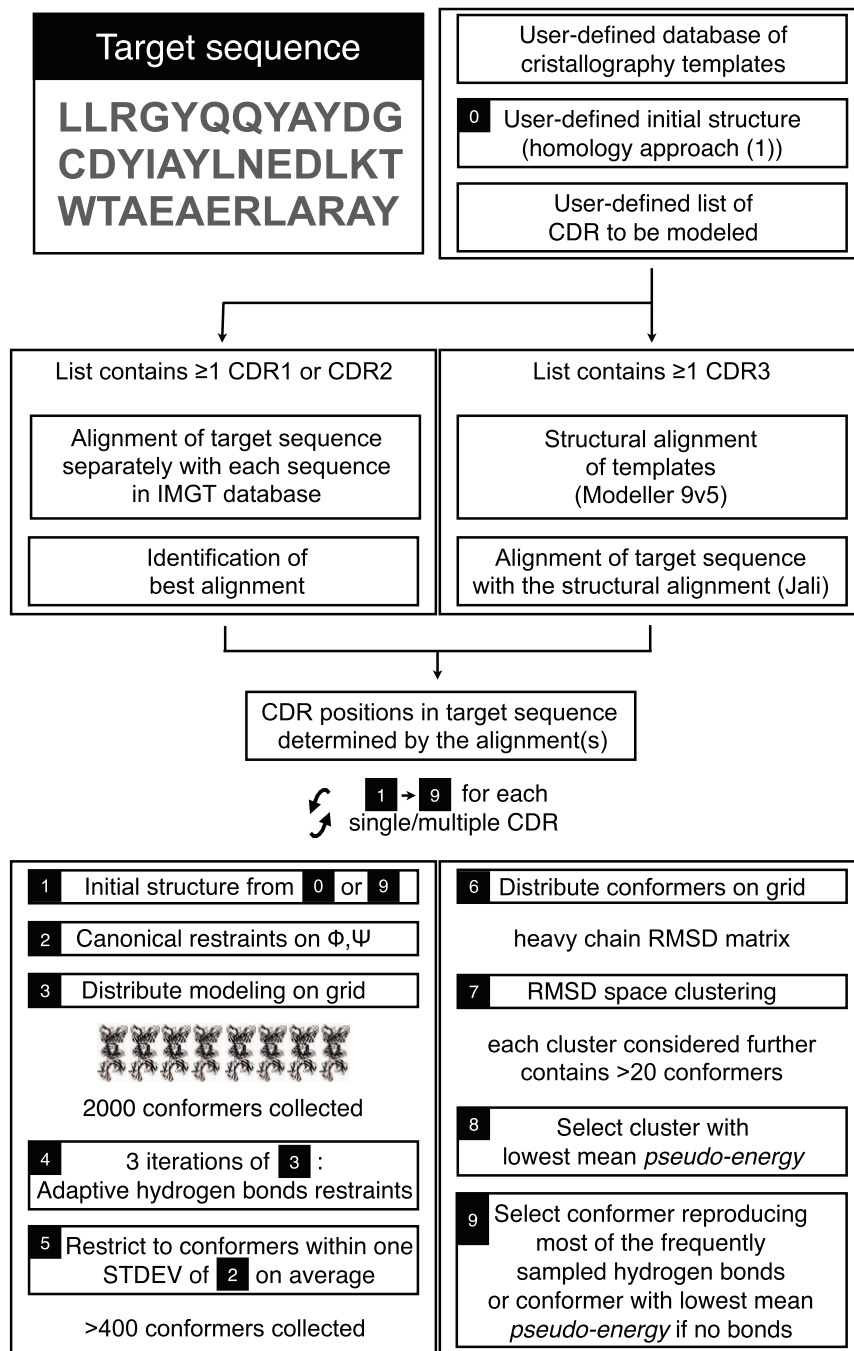 Target sequence
LLRGYQQYAYDG
CDYIAYLNEDLKT
WTAEAERLARAY
User-defined database of
cristallography templates
0 User-defined initial structure
(homology approach (1))
User-defined list of
CDR to be modeled
List contains ≥1 CDR1 or CDR2
Alignment of target sequence
separately with each sequence
in IMGT database
Identification of
best alignment
List contains ≥1 CDR3
Structural alignment
of templates
(Modeller 9v5)
Alignment of target sequence
with the structural alignment (Jali)
CDR positions in target sequence
determined by the alignment(s)
1 → 9 for each
single/multiple CDR
1 Initial structure from 0 or 9
2 Canonical restraints on Φ,Ψ
3 Distribute modeling on grid
2000 conformers collected
4 3 iterations of 3 :
Adaptive hydrogen bonds restraints
5 Restrict to conformers within one
STDEV of 2 on average
>400 conformers collected
6 Distribute conformers on grid
heavy chain RMSD matrix
7 RMSD space clustering
each cluster considered further
contains >20 conformers
8 Select cluster with
lowest mean pseudo-energy
9 Select conformer reproducing
most of the frequently
sampled hydrogen bonds
or conformer with lowest mean
pseudo-energy if no bonds